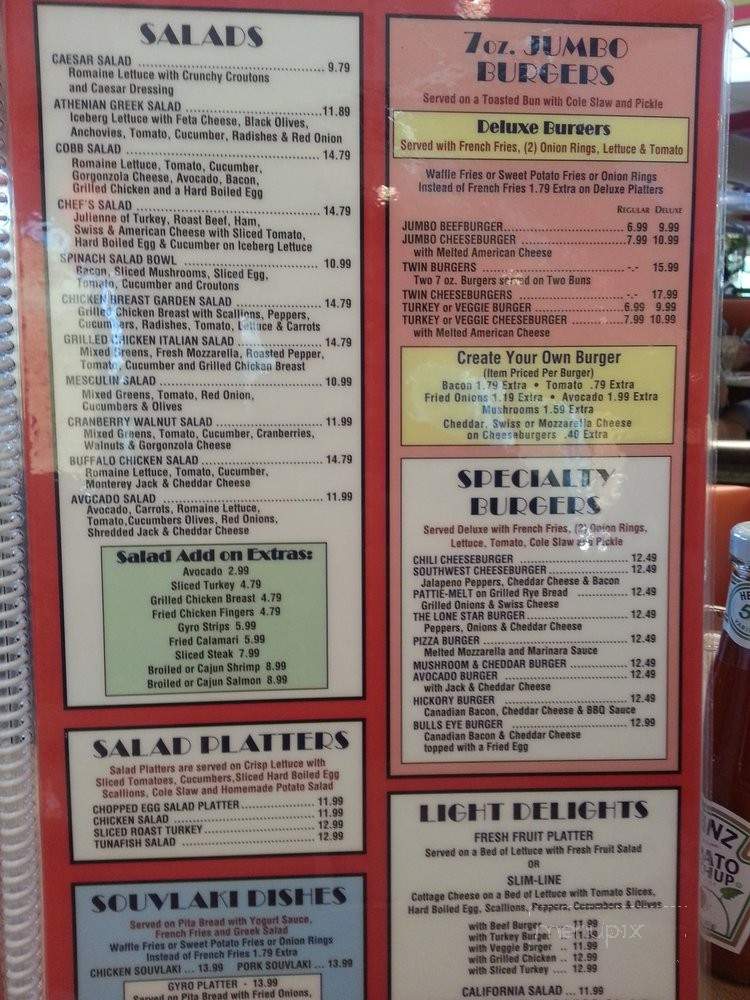 SALADS
CAESAR SALAD 9.79
Romaine Lettuce with Crunchy Croutons
and Caesar Dressing
ATHENIAN GREEK SALAD 11.89
Iceberg Lettuce with Feta Cheese, Black Olives,
Anchovies, Tomato, Cucumber, Radishes & Red Onion
COBB SALAD 14.79
Romaine Lettuce, Tomato, Cucumber,
Gorgonzola Cheese, Avocado, Bacon,
Grilled Chicken and a Hard Boiled Egg
CHEF'S SALAD 14.79
Julienne of Turkey, Roast Beef, Ham,
Swiss & American Cheese with Sliced Tomato,
Hard Boiled Egg & Cucumber on Iceberg Lettuce
SPINACH SALAD BOWL 10.99
Bacon, Sliced Mushrooms, Sliced Egg,
Tomato, Cucumber and Croutons
CHICKEN BREAST GARDEN SALAD 14.79
Grilled Chicken Breast with Scallions, Peppers,
Cucumbers, Radishes, Tomato, Lettuce & Carrots
GRILLED CHICKEN ITALIAN SALAD 14.79
Mixed Greens, Fresh Mozzarella, Roasted Pepper,
Tomato, Cucumber and Grilled Chicken Breast
MESCULIN SALAD 10.99
Mixed Greens, Tomato, Red Onion,
Cucumbers & Olives
CRANBERRY WALNUT SALAD 11.99
Mixed Greens, Tomato, Cucumber, Cranberries,
Walnuts & Gorgonzola Cheese
BUFFALO CHICKEN SALAD 14.79
Romaine Lettuce, Tomato, Cucumber,
Monterey Jack & Cheddar Cheese
AVOCADO SALAD 11.99
Avocado, Carrots, Romaine Lettuce,
Tomato,Cucumbers Olives, Red Onions,
Shredded Jack & Cheddar Cheese
Salad Add on Extras:
Avocado 2.99
Sliced Turkey 4.79
Grilled Chicken Breast 4.79
Fried Chicken Fingers 4.79
Gyro Strips 5.99
Fried Calamari 5.99
Sliced Steak 7.99
Broiled or Cajun Shrimp 8.99
Broiled or Cajun Salmon 8.99
SALAD PLATTERS
Salad Platters are served on Crisp Lettuce with
Sliced Tomatoes, Cucumbers,Sliced Hard Boiled Egg
Scallions, Cole Slaw and Homemade Potato Salad
CHOPPED EGG SALAD PLATTER 11.99
CHICKEN SALAD 11.99
SLICED ROAST TURKEY 12.99
TUNAFISH SALAD 12.99
SOUVLAKI DISHES
Served on Pita Bread with Yogurt Sauce,
French Fries and Greek Salad
Waffle Fries or Sweet Potato Fries or Onion Rings
Instead of French Fries 1.79 Extra
CHICKEN SOUVLAKI ... 13.99 PORK SOUVLAKI ... 13.99
GYRO PLATTER - 13.99
Served on Pita Bread with Fried Onions,
7oz. JUMBO
BURGERS
Served on a Toasted Bun with Cole Slaw and Pickle
Deluxe Burgers
Served with French Fries, (2) Onion Rings, Lettuce & Tomato
Waffle Fries or Sweet Potato Fries or Onion Rings
Instead of French Fries 1.79 Extra on Deluxe Platters
REGULAR DELUXE
JUMBO BEEFBURGER 6.99 9.99
JUMBO CHEESEBURGER 7.99 10.99
with Melted American Cheese
TWIN BURGERS -.- 15.99
Two 7 oz. Burgers served on Two Buns
TWIN CHEESEBURGERS -.- 17.99
TURKEY or VEGGIE BURGER 6.99 9.99
TURKEY or VEGGIE CHEESEBURGER 7.99 10.99
with Melted American Cheese
Create Your Own Burger
(Item Priced Per Burger)
Bacon 1.79 Extra • Tomato .79 Extra
Fried Onions 1.19 Extra • Avocado 1.99 Extra
Mushrooms 1.59 Extra
Cheddar, Swiss or Mozzarella Cheese
on Cheeseburgers .40 Extra
SPECIALTY
BURGERS
Served Deluxe with French Fries, (2) Onion Rings,
Lettuce, Tomato, Cole Slaw and Pickle
CHILI CHEESEBURGER 12.49
SOUTHWEST CHEESEBURGER 12.49
Jalapeno Peppers, Cheddar Cheese & Bacon
PATTIE-MELT on Grilled Rye Bread 12.49
Grilled Onions & Swiss Cheese
THE LONE STAR BURGER 12.49
Peppers, Onions & Cheddar Cheese
PIZZA BURGER 12.49
Melted Mozzarella and Marinara Sauce
MUSHROOM & CHEDDAR BURGER 12.49
AVOCADO BURGER 12.49
with Jack & Cheddar Cheese
HICKORY BURGER 12.49
Canadian Bacon, Cheddar Cheese & BBQ Sauce
BULLS EYE BURGER 12.99
Canadian Bacon & Cheddar Cheese
topped with a Fried Egg
LIGHT DELIGHTS
FRESH FRUIT PLATTER
Served on a Bed of Lettuce with Fresh Fruit Salad
OR
SLIM-LINE
Cottage Cheese on a Bed of Lettuce with Tomato Slices,
Hard Boiled Egg, Scallions, Peppers, Cucumbers & Olives
with Beef Burger 11.99
with Turkey Burger 11.99
with Veggie Burger .. 11.99
with Grilled Chicken .. 12.99
with Sliced Turkey .... 12.99
CALIFORNIA SALAD ... 11.99
menupix